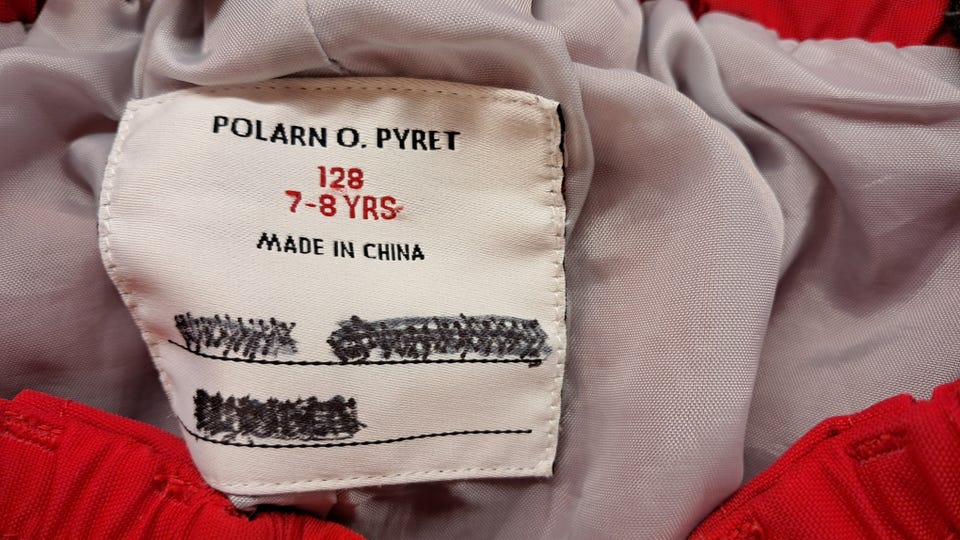 POLARN O. PYRET
128
7-8 YRS
MADE IN CHINA